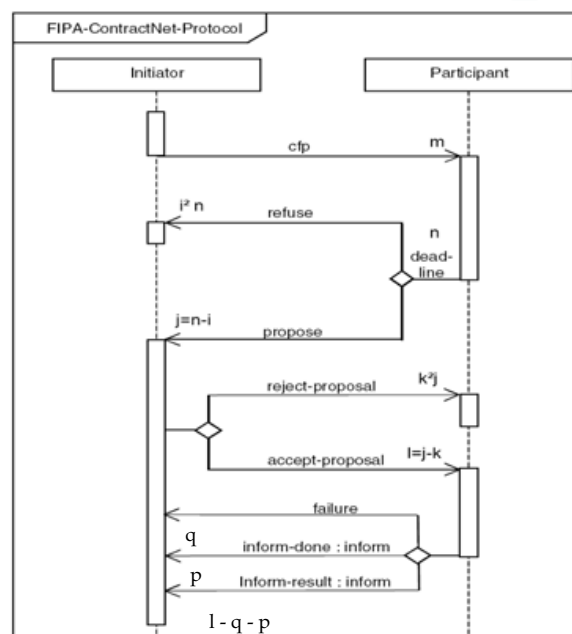 FIPA-ContractNet-Protocol
Initiator
Participant
cfp
m
i² n
refuse
n
dead-
line
j=n-i
propose
reject-proposal
k²j
accept-proposal
l=j-k
failure
q
inform-done : inform
p
Inform-result : inform
l - q - p